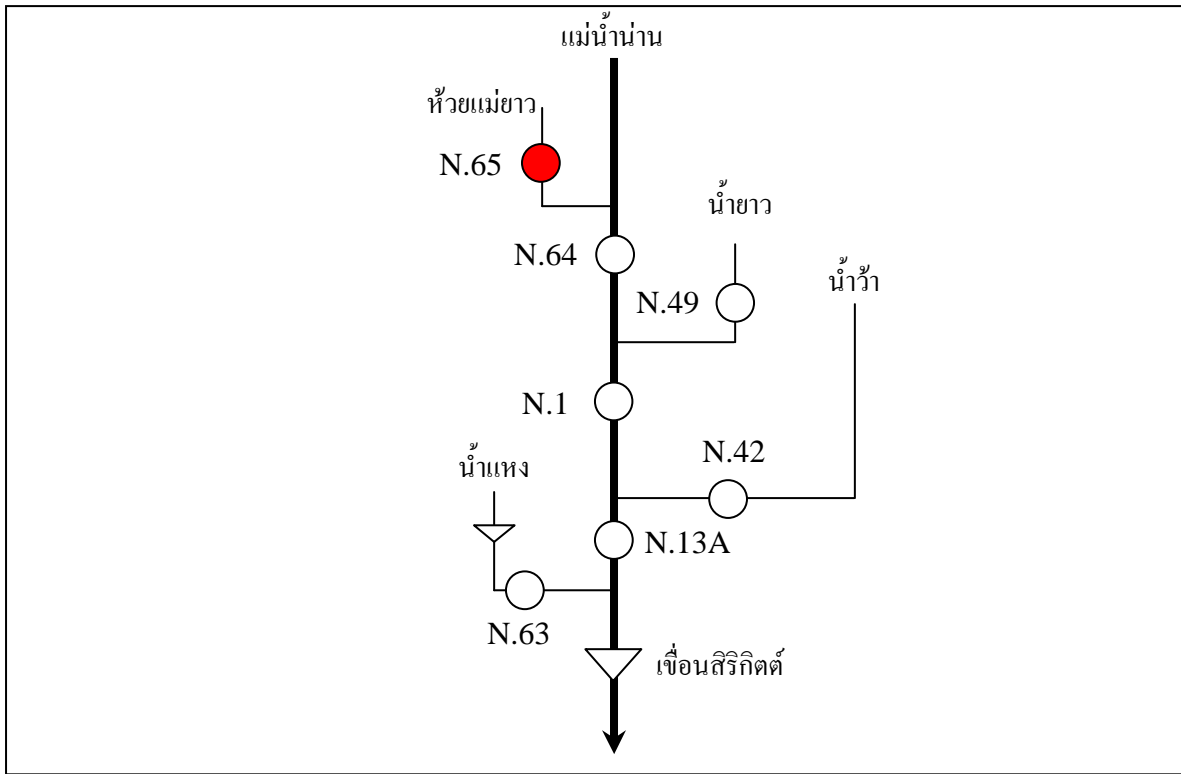 แม่น้ำน่าน
ห้วยแม่ยาว
N.65
น้ำยาว
N.64
น้ำว้า
N.49
N.1
N.42
น้ำแหง
N.13A
N.63
เขื่อนสิริกิตต์